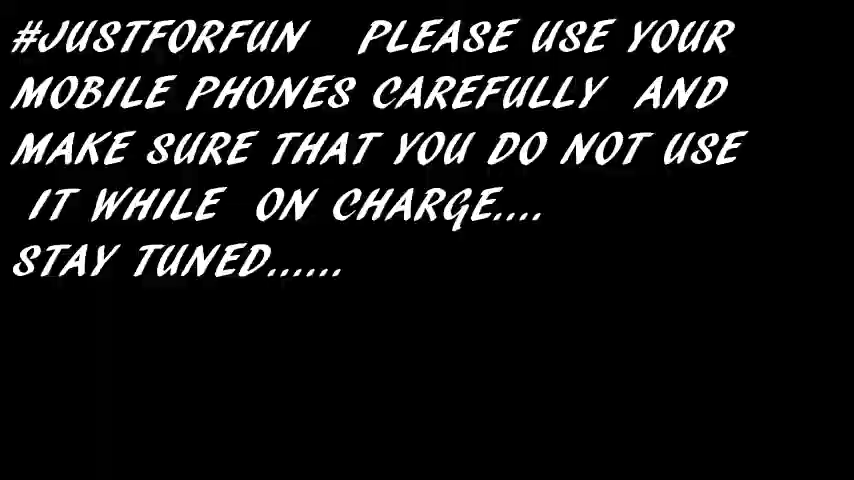 #JUSTFORFUN PLEASE USE YOUR
MOBILE PHONES CAREFULLY AND
MAKE SURE THAT YOU DO NOT USE
IT WHILE ON CHARGE....
STAY TUNED......